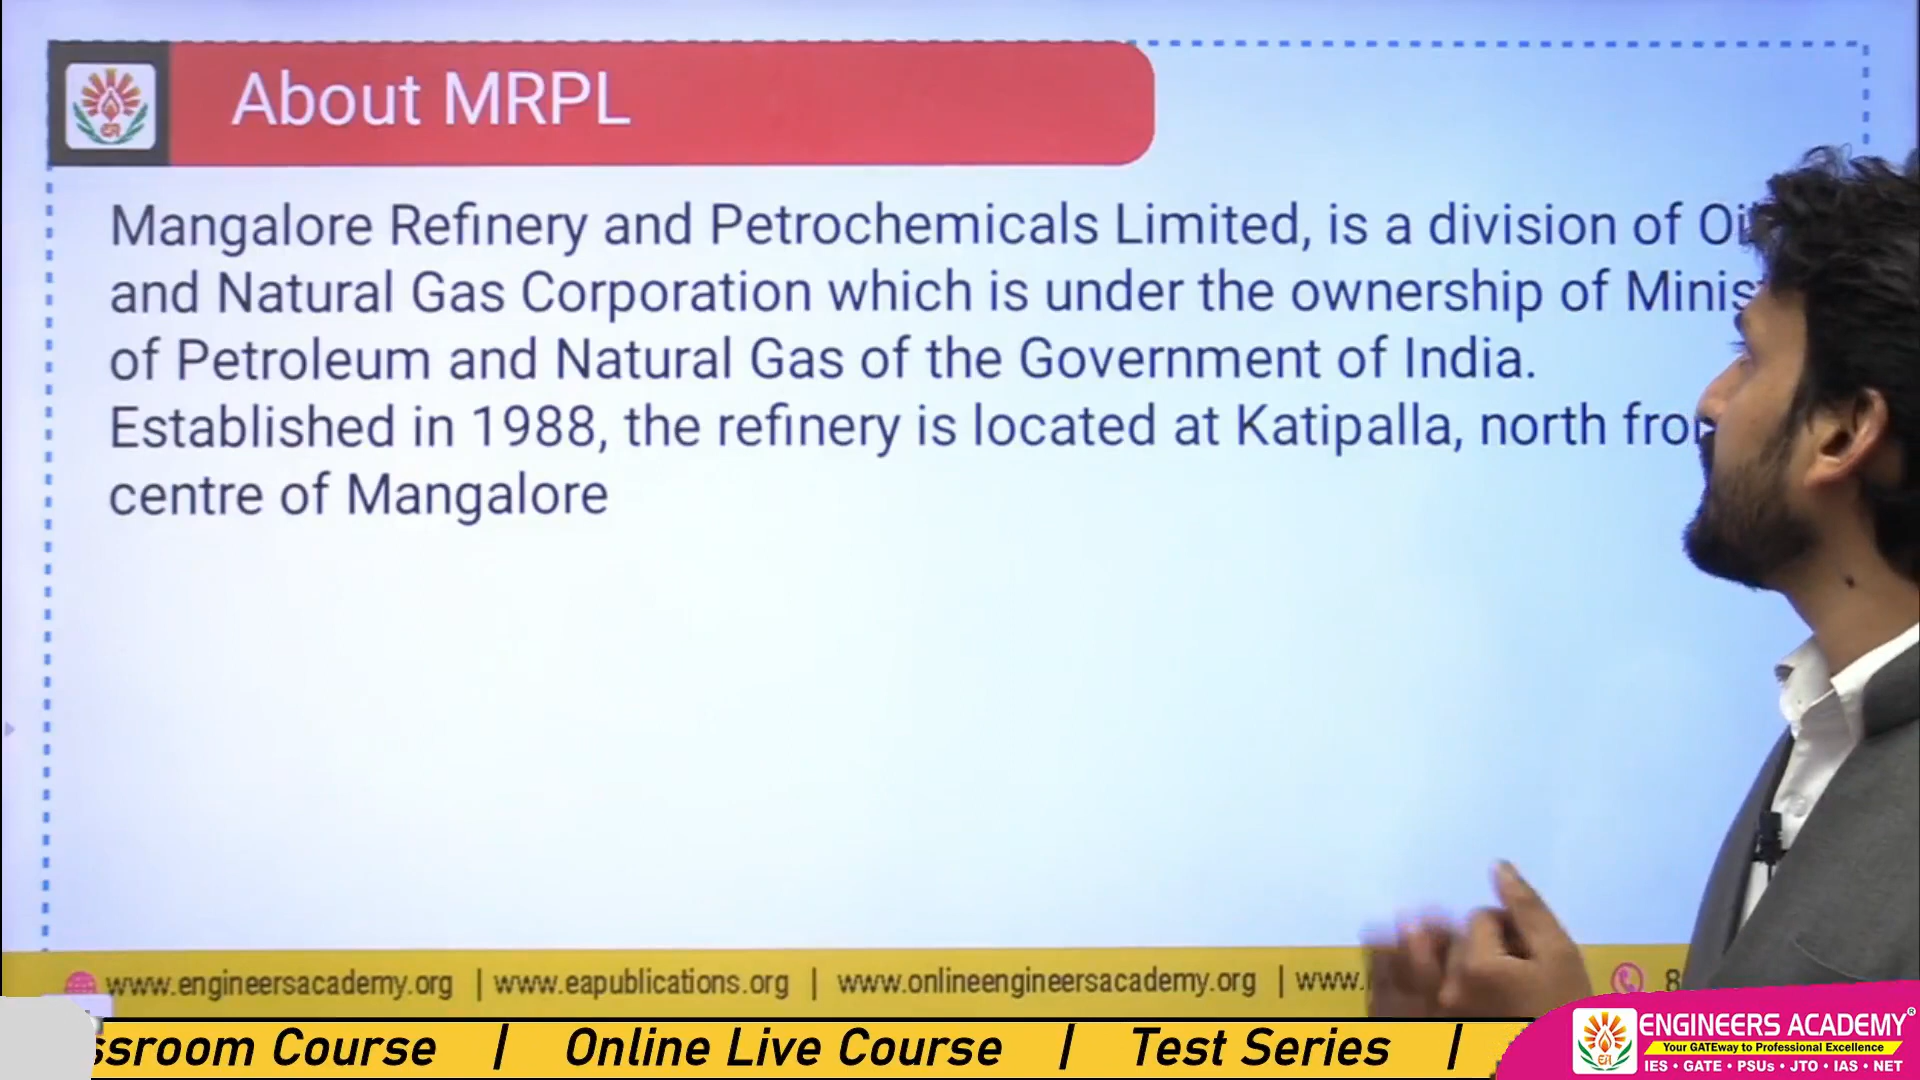 About MRPL
Mangalore Refinery and Petrochemicals Limited, is a division of Oil
and Natural Gas Corporation which is under the ownership of Minis
of Petroleum and Natural Gas of the Government of India.
Established in 1988, the refinery is located at Katipalla, north from
centre of Mangalore
www.engineersacademy.org | www.eapublications.org | www.onlineengineersacademy.org | www.
8
ssroom Course / Online Live Course / Test Series /
ENGINEERS ACADEMY®
Your GATEway to Professional Excellence
IES • GATE • PSUs • JTO • IAS • NET